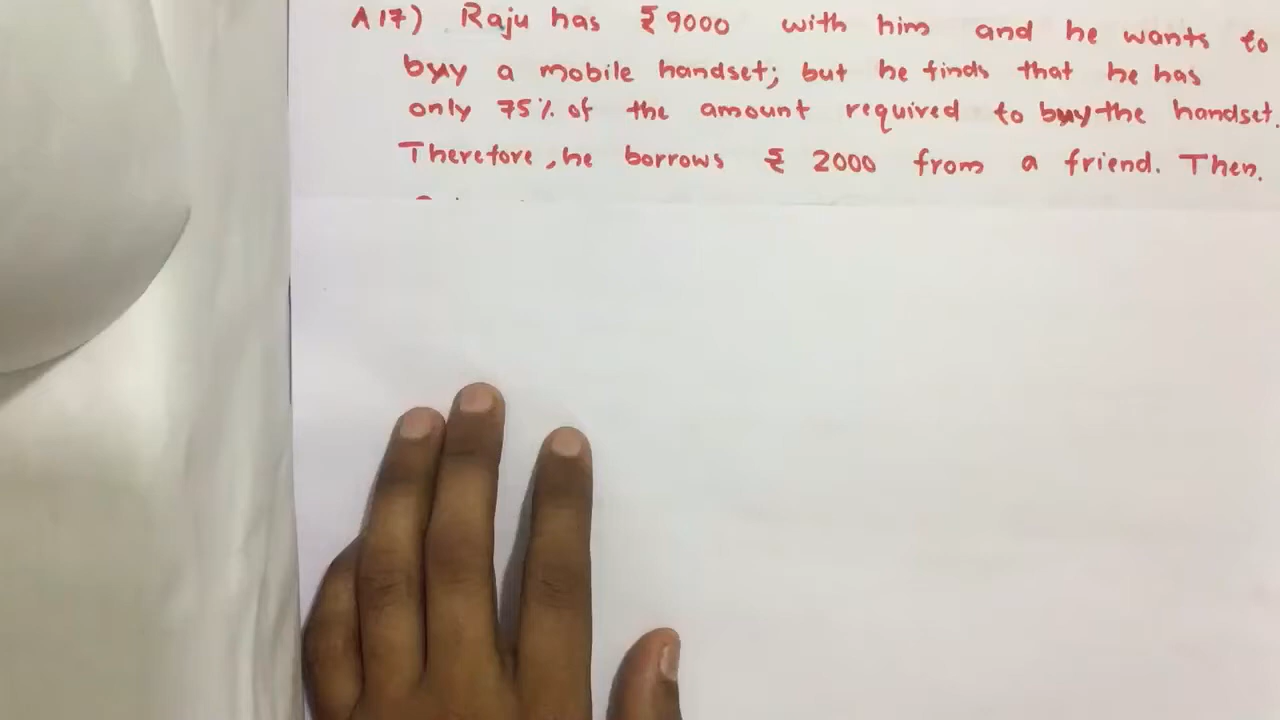 A17) Raju has ₹9000 with him and he wants to
buy a mobile handset; but he finds that he has
only 75% of the amount required to buy the handset.
Therefore, he borrows ₹ 2000 from a friend. Then.